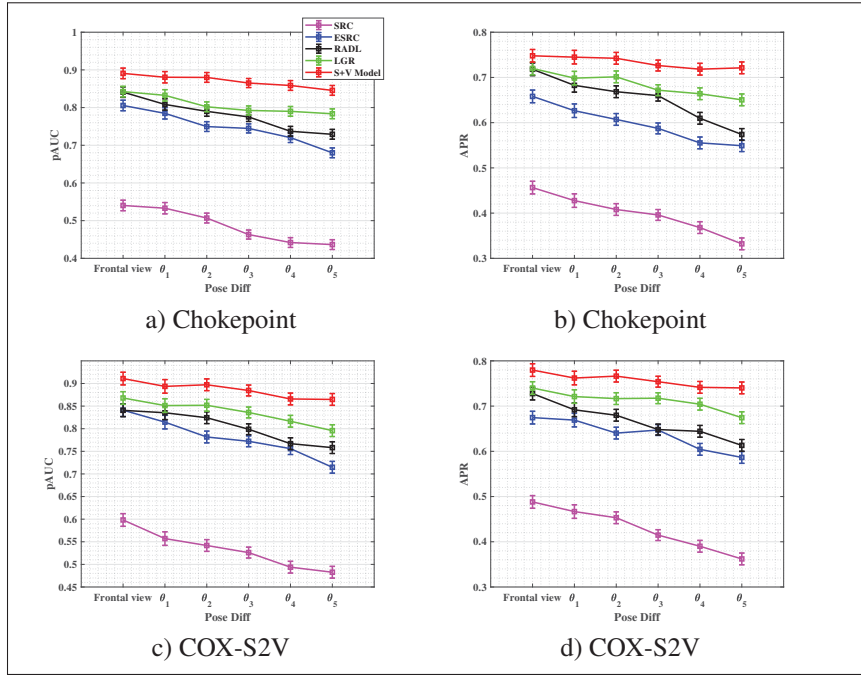 SRC
ESRC
RADL
LGR
S+V Model
1
0.9
0.8
0.7
0.6
0.5
0.4
pAUC
Frontal view θ1 θ2 θ3 θ4 θ5
Pose Diff
a) Chokepoint
0.8
0.7
0.6
0.5
0.4
0.3
APR
Frontal view θ1 θ2 θ3 θ4 θ5
Pose Diff
b) Chokepoint
0.9
0.85
0.8
0.75
0.7
0.65
0.6
0.55
0.5
0.45
pAUC
Frontal view θ1 θ2 θ3 θ4 θ5
Pose Diff
c) COX-S2V
0.8
0.7
0.6
0.5
0.4
0.3
APR
Frontal view θ1 θ2 θ3 θ4 θ5
Pose Diff
d) COX-S2V